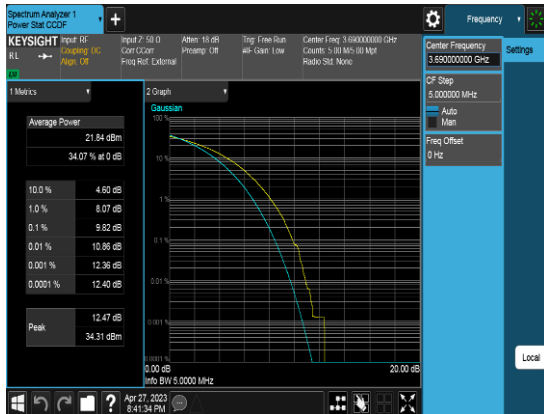 Spectrum Analyzer 1
Power Stat CCDF
+
Frequency
KEYSIGHT
RL
Input: RF
Coupling: DC
Align: Off
Input Z: 50 Ω
Corr CCorr
Freq Ref: External
Atten: 18 dB
Preamp: Off
Trig: Free Run
#IF Gain: Low
Center Freq: 3.690000000 GHz
Counts: 5.00 M/5.00 Mpt
Radio Std: None
Center Frequency
3.690000000 GHz
Settings
CF Step
5.000000 MHz
Auto
Man
Freq Offset
0 Hz
Local
1 Metrics
Average Power
21.84 dBm
34.07 % at 0 dB
10.0 % 4.60 dB
1.0 % 8.07 dB
0.1 % 9.82 dB
0.01 % 10.86 dB
0.001 % 12.36 dB
0.0001 % 12.40 dB
Peak
12.47 dB
34.31 dBm
2 Graph
Gaussian
100 %
10 %
1 %
0.1 %
0.01 %
0.001 %
0.0001 %
0.00 dB
20.00 dB
Info BW 5.0000 MHz
?
Apr 27, 2023
8:41:34 PM